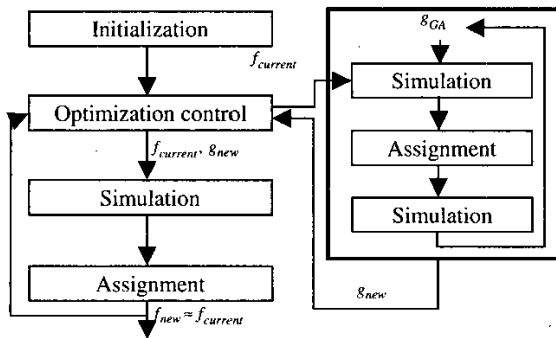 Initialization
f_current
Optimization control
f_current, g_new
Simulation
Assignment
f_new ≈ f_current
g_GA
Simulation
Assignment
Simulation
g_new